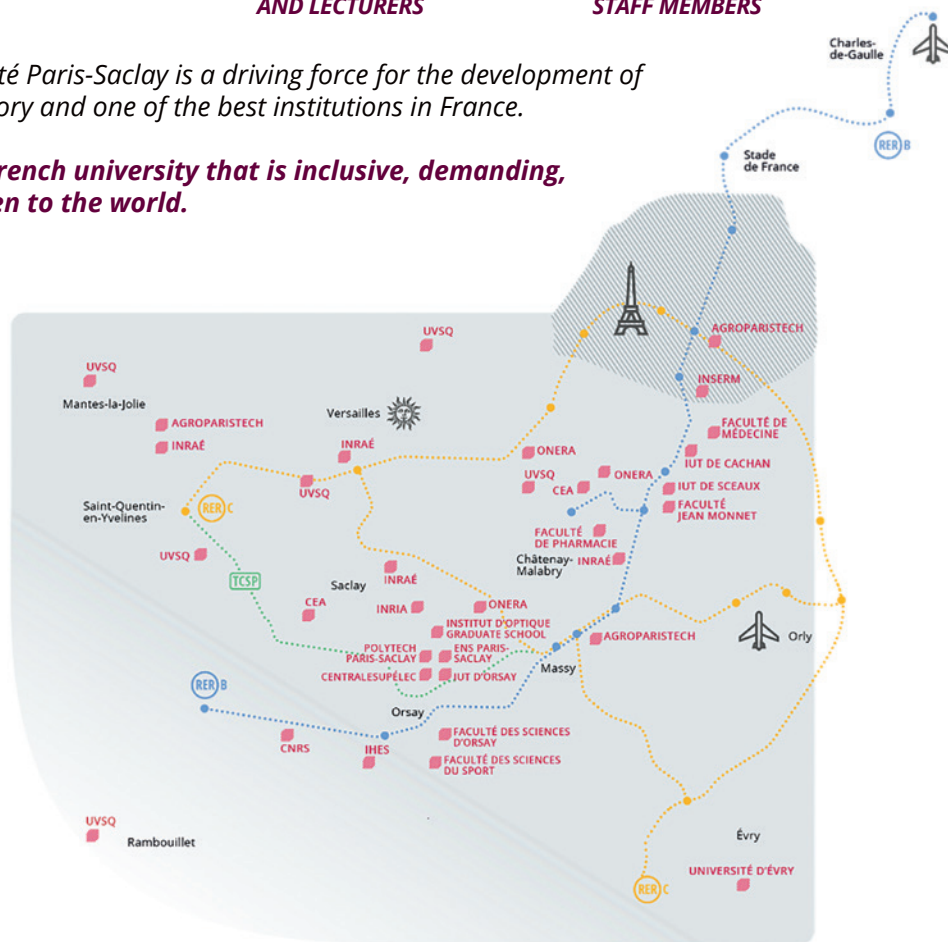 AND LECTURERS
STAFF MEMBERS
té Paris-Saclay is a driving force for the development of
ory and one of the best institutions in France.
rench university that is inclusive, demanding,
en to the world.
Charles-
de-Gaulle
RER B
Stade
de France
AGROPARISTECH
INSERM
UVSQ
UVSQ
Mantes-la-Jolie
AGROPARISTECH
INRAÉ
Versailles
INRAÉ
UVSQ
FACULTÉ DE
MÉDECINE
IUT DE CACHAN
ONERA
UVSQ
CEA
ONERA
IUT DE SCEAUX
FACULTÉ
JEAN MONNET
Saint-Quentin-
en-Yvelines
RER C
UVSQ
TCSP
FACULTÉ
DE PHARMACIE
Châtenay-
Malabry
INRAÉ
Saclay
INRAÉ
CEA
INRIA
ONERA
INSTITUT D'OPTIQUE
GRADUATE SCHOOL
POLYTECH
PARIS-SACLAY
ENS PARIS-
SACLAY
CENTRALESUPÉLEC
IUT D'ORSAY
AGROPARISTECH
Massy
Orly
RER B
Orsay
CNRS
IHES
FACULTÉ DES SCIENCES
D'ORSAY
FACULTÉ DES SCIENCES
DU SPORT
UVSQ
Rambouillet
Évry
UNIVERSITÉ D'ÉVRY
RER C